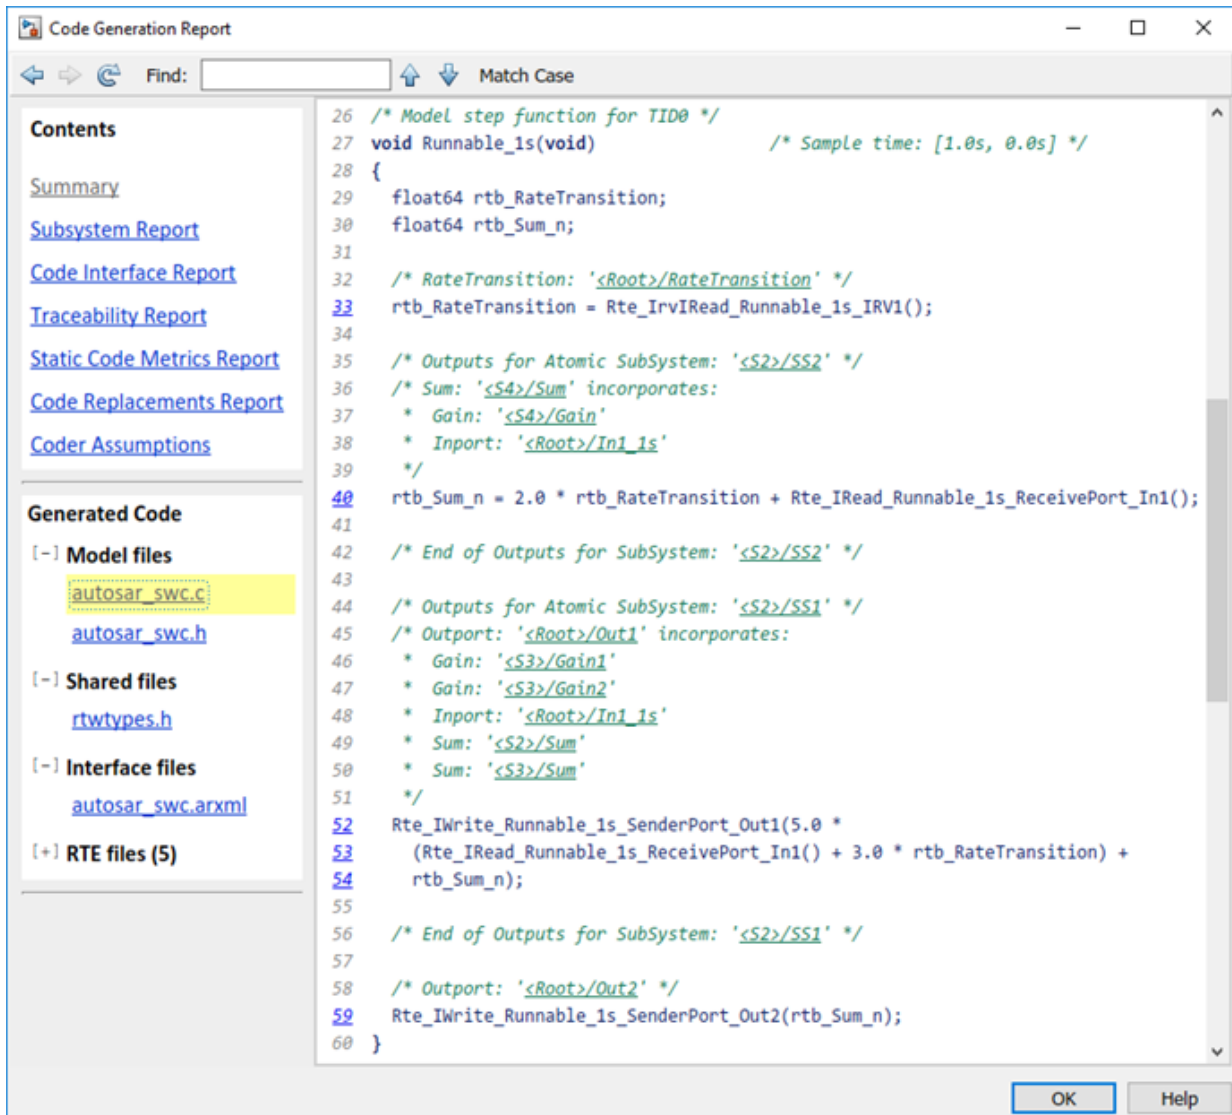 Code Generation Report
Find:
Match Case
Contents
Summary
Subsystem Report
Code Interface Report
Traceability Report
Static Code Metrics Report
Code Replacements Report
Coder Assumptions
Generated Code
[-] Model files
autosar_swc.c
autosar_swc.h
[-] Shared files
rtwtypes.h
[-] Interface files
autosar_swc.arxml
[+] RTE files (5)
26 /* Model step function for TID0 */
27 void Runnable_1s(void) /* Sample time: [1.0s, 0.0s] */
28 {
29 float64 rtb_RateTransition;
30 float64 rtb_Sum_n;
31
32 /* RateTransition: '<Root>/RateTransition' */
33 rtb_RateTransition = Rte_IrvIRead_Runnable_1s_IRV1();
34
35 /* Outputs for Atomic SubSystem: '<S2>/SS2' */
36 /* Sum: '<S4>/Sum' incorporates:
37 * Gain: '<S4>/Gain'
38 * Inport: '<Root>/In1_1s'
39 */
40 rtb_Sum_n = 2.0 * rtb_RateTransition + Rte_IRead_Runnable_1s_ReceivePort_In1();
41
42 /* End of Outputs for SubSystem: '<S2>/SS2' */
43
44 /* Outputs for Atomic SubSystem: '<S2>/SS1' */
45 /* Outport: '<Root>/Out1' incorporates:
46 * Gain: '<S3>/Gain1'
47 * Gain: '<S3>/Gain2'
48 * Inport: '<Root>/In1_1s'
49 * Sum: '<S2>/Sum'
50 * Sum: '<S3>/Sum'
51 */
52 Rte_IWrite_Runnable_1s_SenderPort_Out1(5.0 *
53 (Rte_IRead_Runnable_1s_ReceivePort_In1() + 3.0 * rtb_RateTransition) +
54 rtb_Sum_n);
55
56 /* End of Outputs for SubSystem: '<S2>/SS1' */
57
58 /* Outport: '<Root>/Out2' */
59 Rte_IWrite_Runnable_1s_SenderPort_Out2(rtb_Sum_n);
60 }
OK
Help